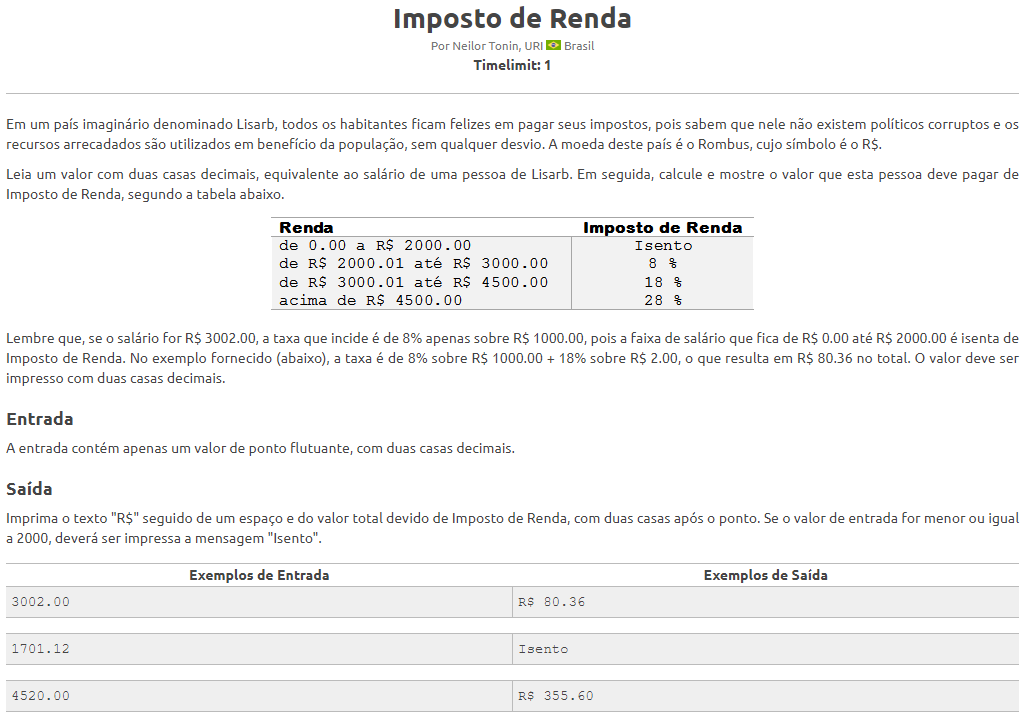 Imposto de Renda
Por Neilor Tonin, URI Brasil
Timelimit: 1
Em um país imaginário denominado Lisarb, todos os habitantes ficam felizes em pagar seus impostos, pois sabem que nele não existem políticos corruptos e os
recursos arrecadados são utilizados em benefício da população, sem qualquer desvio. A moeda deste país é o Rombus, cujo símbolo é o R$.
Leia um valor com duas casas decimais, equivalente ao salário de uma pessoa de Lisarb. Em seguida, calcule e mostre o valor que esta pessoa deve pagar de
Imposto de Renda, segundo a tabela abaixo.
Renda Imposto de Renda
de 0.00 a R$ 2000.00 Isento
de R$ 2000.01 até R$ 3000.00 8 %
de R$ 3000.01 até R$ 4500.00 18 %
acima de R$ 4500.00 28 %
Lembre que, se o salário for R$ 3002.00, a taxa que incide é de 8% apenas sobre R$ 1000.00, pois a faixa de salário que fica de R$ 0.00 até R$ 2000.00 é isenta de
Imposto de Renda. No exemplo fornecido (abaixo), a taxa é de 8% sobre R$ 1000.00 + 18% sobre R$ 2.00, o que resulta em R$ 80.36 no total. O valor deve ser
impresso com duas casas decimais.
Entrada
A entrada contém apenas um valor de ponto flutuante, com duas casas decimais.
Saída
Imprima o texto "R$" seguido de um espaço e do valor total devido de Imposto de Renda, com duas casas após o ponto. Se o valor de entrada for menor ou igual
a 2000, deverá ser impressa a mensagem "Isento".
Exemplos de Entrada Exemplos de Saída
3002.00 R$ 80.36
1701.12 Isento
4520.00 R$ 355.60